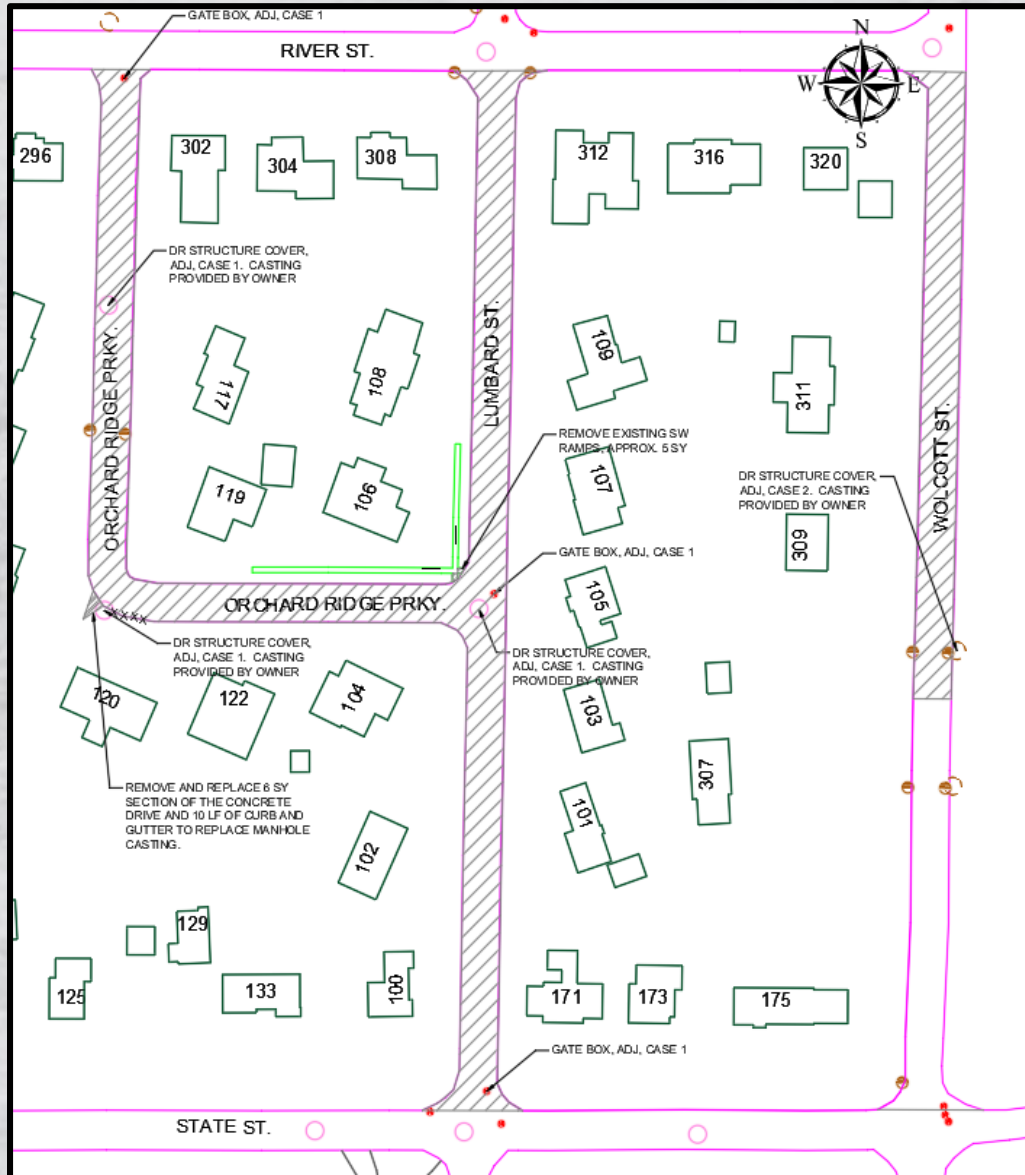 GATE BOX, ADJ, CASE 1
RIVER ST.
N
W
E
S
296
302
304
308
312
316
320
DR STRUCTURE COVER,
ADJ, CASE 1. CASTING
PROVIDED BY OWNER
ORCHARD RIDGE PRKY.
LUMBARD ST.
WOLCOTT ST.
117
108
109
311
REMOVE EXISTING SW
RAMPS, APPROX. 5 SY
119
106
107
DR STRUCTURE COVER,
ADJ, CASE 2. CASTING
PROVIDED BY OWNER
309
GATE BOX, ADJ, CASE 1
ORCHARD RIDGE PRKY.
105
XXXX
DR STRUCTURE COVER,
ADJ, CASE 1. CASTING
PROVIDED BY OWNER
DR STRUCTURE COVER,
ADJ, CASE 1. CASTING
PROVIDED BY OWNER
120
122
104
103
307
REMOVE AND REPLACE 6 SY
SECTION OF THE CONCRETE
DRIVE AND 10 LF OF CURB AND
GUTTER TO REPLACE MANHOLE
CASTING.
101
102
129
125
133
100
171
173
175
GATE BOX, ADJ, CASE 1
STATE ST.